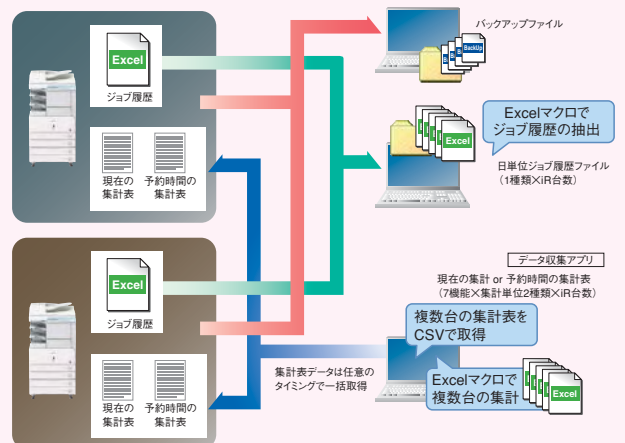 Excel
ジョブ履歴
現在の
集計表
予約時間の
集計表
Excel
ジョブ履歴
現在の
集計表
予約時間の
集計表
バックアップファイル
BackUp
Excelマクロで
ジョブ履歴の抽出
Excel
日単位ジョブ履歴ファイル
（1種類×iR台数）
データ収集アプリ
現在の集計 or 予約時間の集計表
（7機能×集計単位2種類×iR台数）
複数台の集計表を
CSVで取得
集計表データは任意の
タイミングで一括取得
Excelマクロで
複数台の集計
Excel